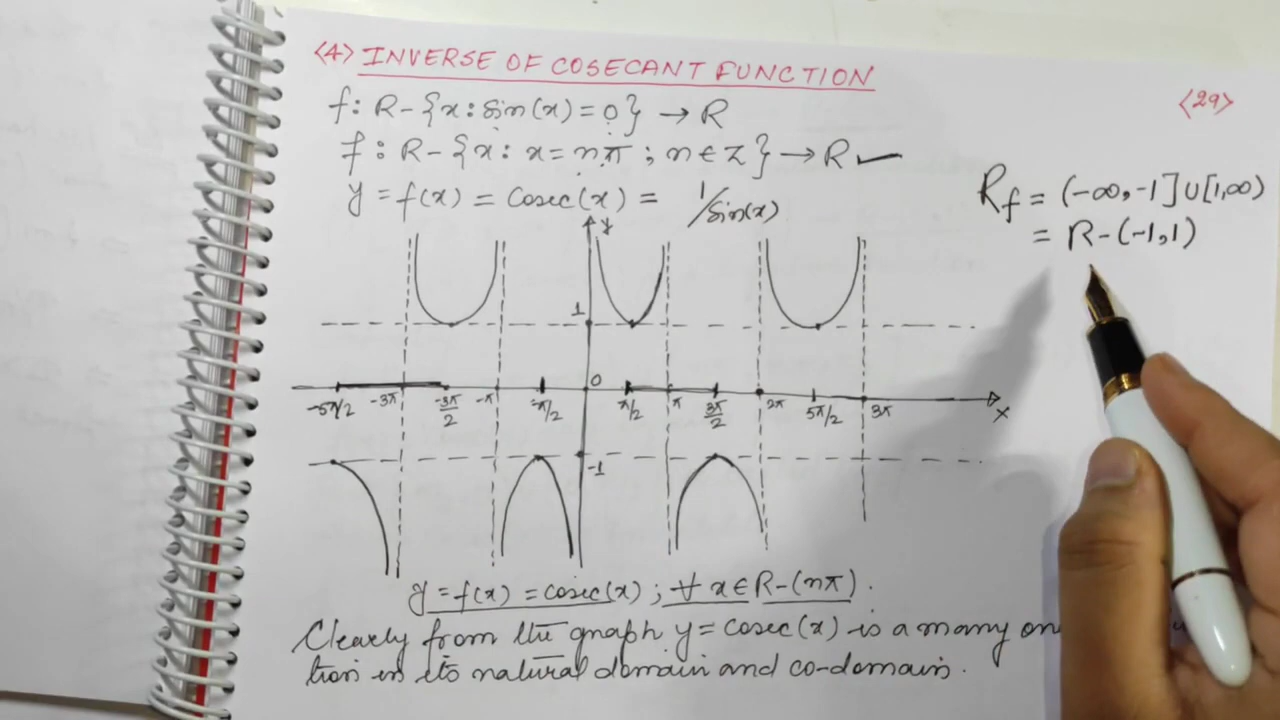 <4> INVERSE OF COSECANT FUNCTION
<29>
f: R-{x: sin(x)=0} → R
f: R-{x: x=nπ ; n∈Z} → R ✓
y = f(x) = cosec(x) = 1/sin(x)
Rf = (-∞,-1]∪[1,∞)
= R-(-1,1)
y
1
0
-5π/2 -3π -3π/2 -π -π/2 π/2 π 3π/2 2π 5π/2 3π x
-1
y = f(x) = cosec(x) ; ∀ x∈R-(nπ).
Clearly from the graph y = cosec(x) is a many on
tion in its natural domain and co-domain.